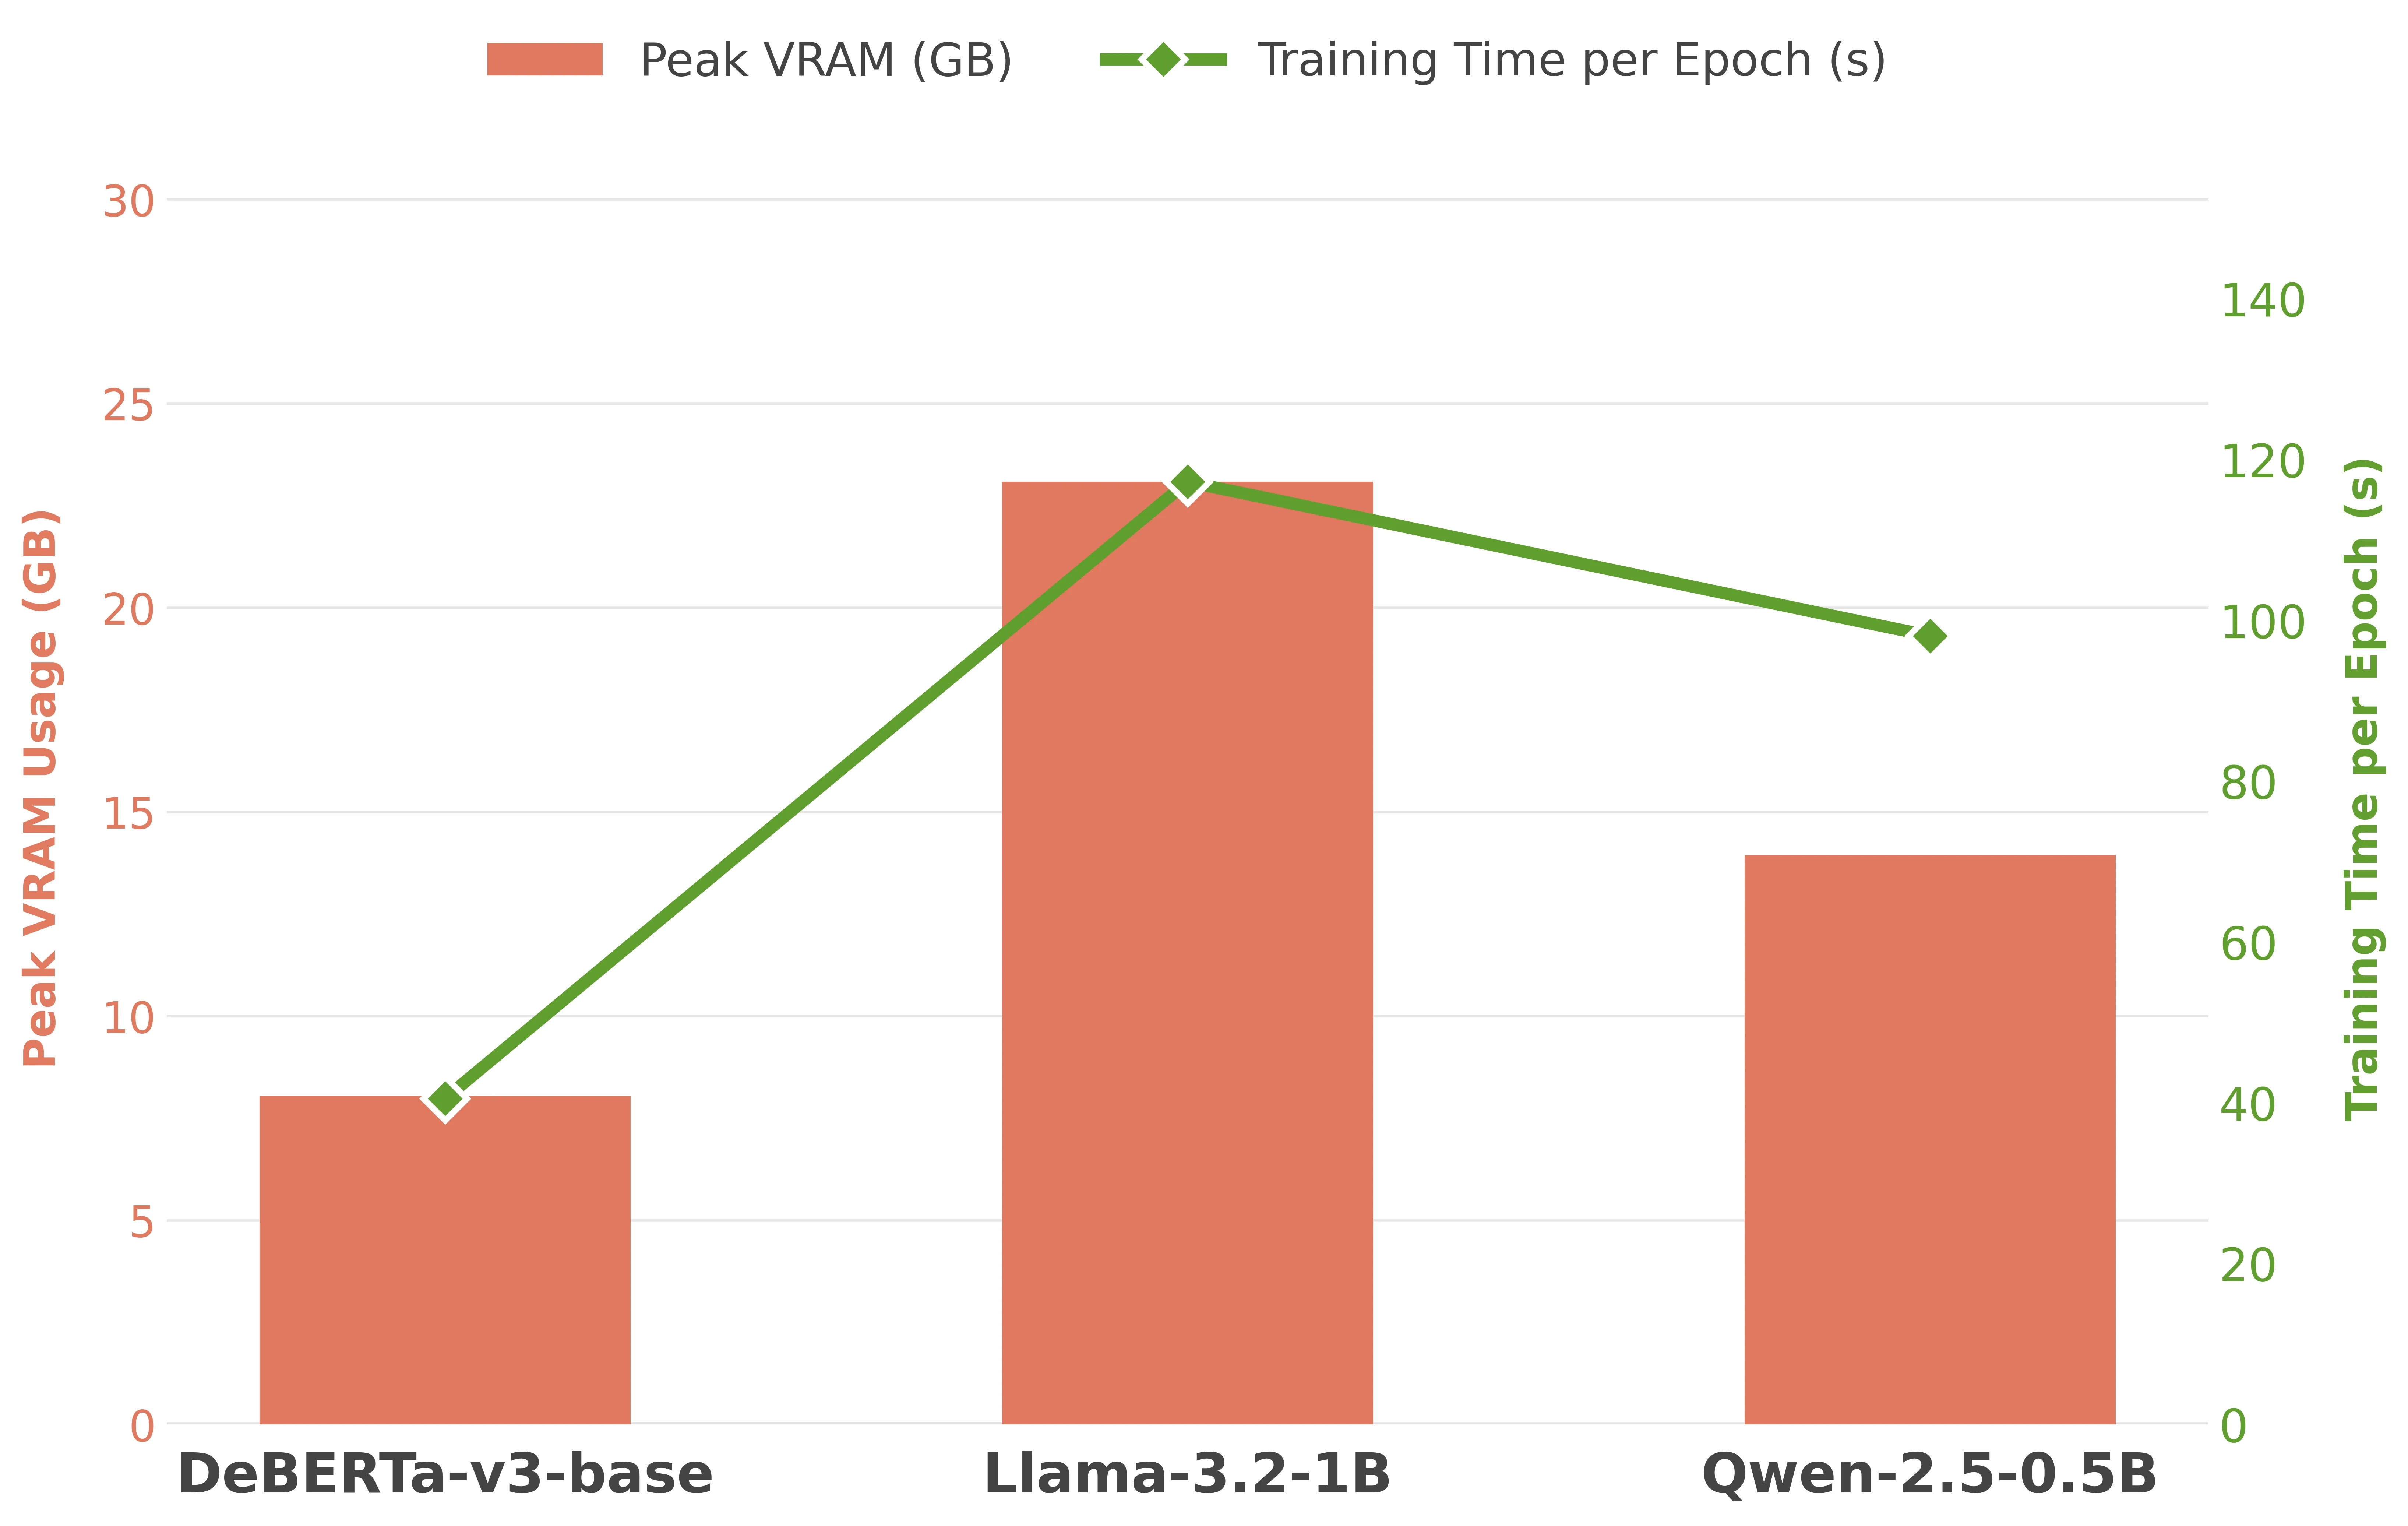 Peak VRAM (GB)
Training Time per Epoch (s)
Peak VRAM Usage (GB)
30
25
20
15
10
5
0
140
120
100
80
60
40
20
0
Training Time per Epoch (s)
DeBERTa-v3-base
Llama-3.2-1B
Qwen-2.5-0.5B